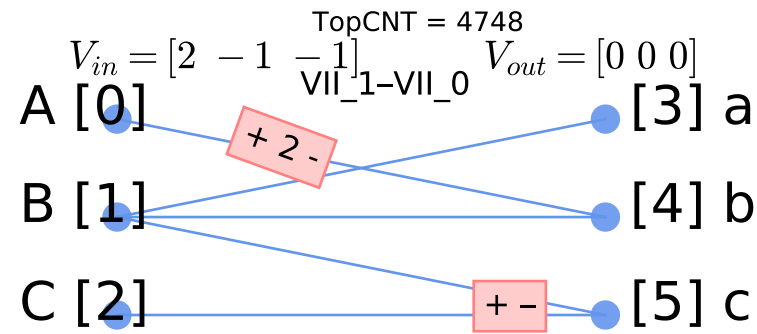 TopCNT = 4748
V_in = [2 −1 −1] V_out = [0 0 0]
VII_1–VII_0
A [0] [3] a
+ 2 -
B [1] [4] b
C [2] [5] c
+ –